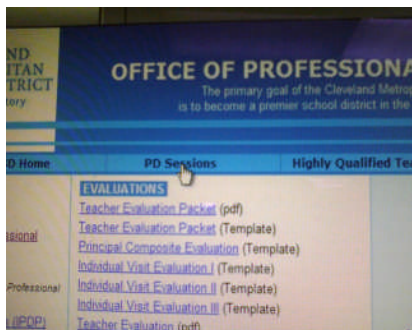 ND
ITAN
TRICT
tory
OFFICE OF PROFESSIONA
The primary goal of the Cleveland Metrop
is to become a premier school district in the
D Home
PD Sessions
Highly Qualified Tea
EVALUATIONS
Teacher Evaluation Packet (pdf)
Teacher Evaluation Packet (Template)
Principal Composite Evaluation (Template)
Individual Visit Evaluation I (Template)
Individual Visit Evaluation II (Template)
Individual Visit Evaluation III (Template)
Teacher Evaluation (pdf)
ssional
Professional
n (IPDP)